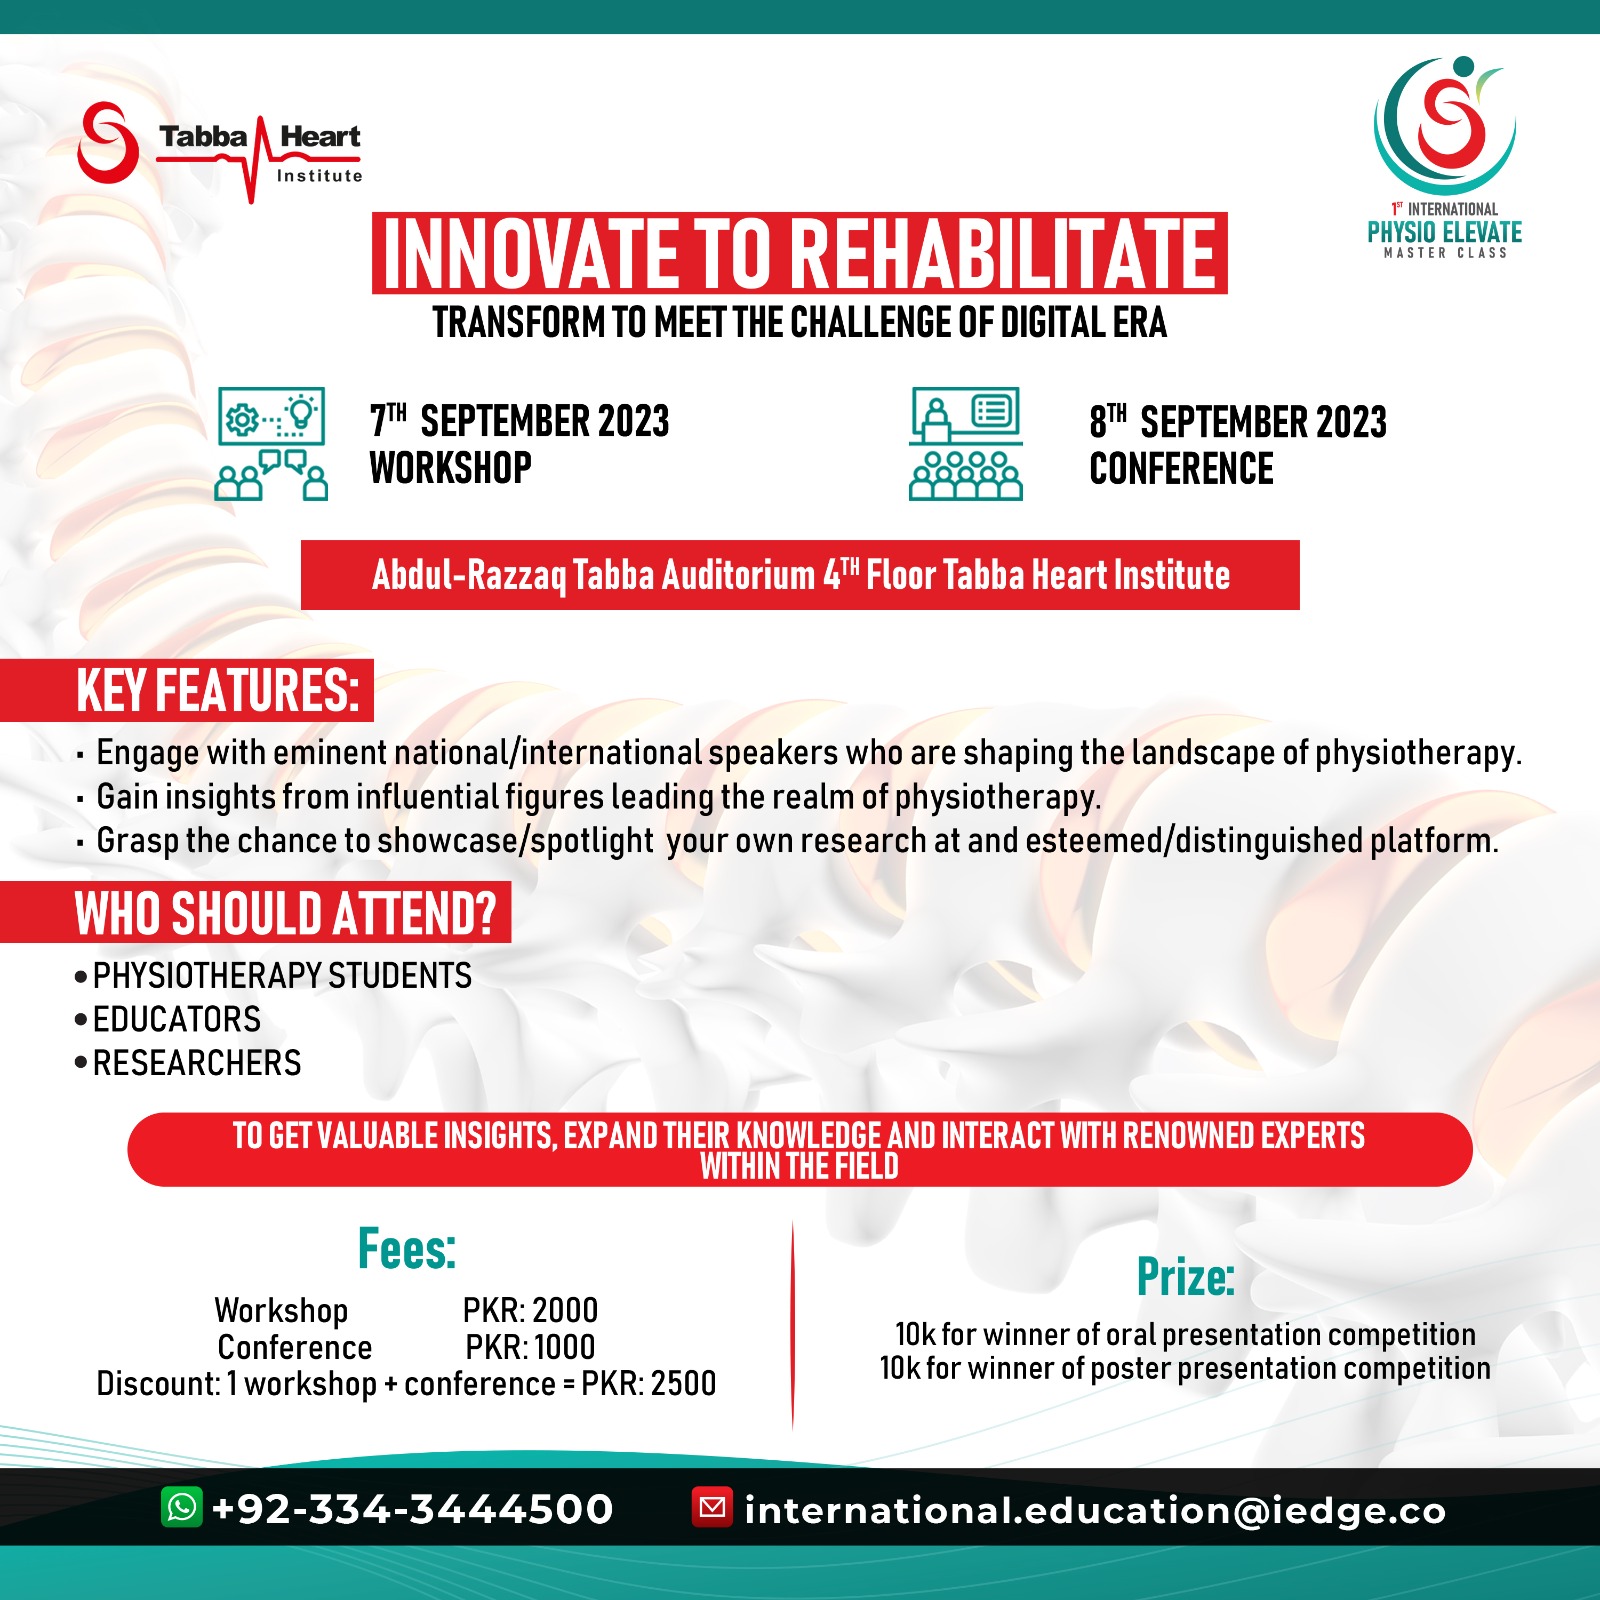 Tabba Heart
Institute
1ST INTERNATIONAL
PHYSIO ELEVATE
MASTER CLASS
INNOVATE TO REHABILITATE
TRANSFORM TO MEET THE CHALLENGE OF DIGITAL ERA
7TH SEPTEMBER 2023
WORKSHOP
8TH SEPTEMBER 2023
CONFERENCE
Abdul-Razzaq Tabba Auditorium 4TH Floor Tabba Heart Institute
KEY FEATURES:
· Engage with eminent national/international speakers who are shaping the landscape of physiotherapy.
· Gain insights from influential figures leading the realm of physiotherapy.
· Grasp the chance to showcase/spotlight your own research at and esteemed/distinguished platform.
WHO SHOULD ATTEND?
• PHYSIOTHERAPY STUDENTS
• EDUCATORS
• RESEARCHERS
TO GET VALUABLE INSIGHTS, EXPAND THEIR KNOWLEDGE AND INTERACT WITH RENOWNED EXPERTS
WITHIN THE FIELD
Fees:
Workshop PKR: 2000
Conference PKR: 1000
Discount: 1 workshop + conference = PKR: 2500
Prize:
10k for winner of oral presentation competition
10k for winner of poster presentation competition
+92-334-3444500
international.education@iedge.co